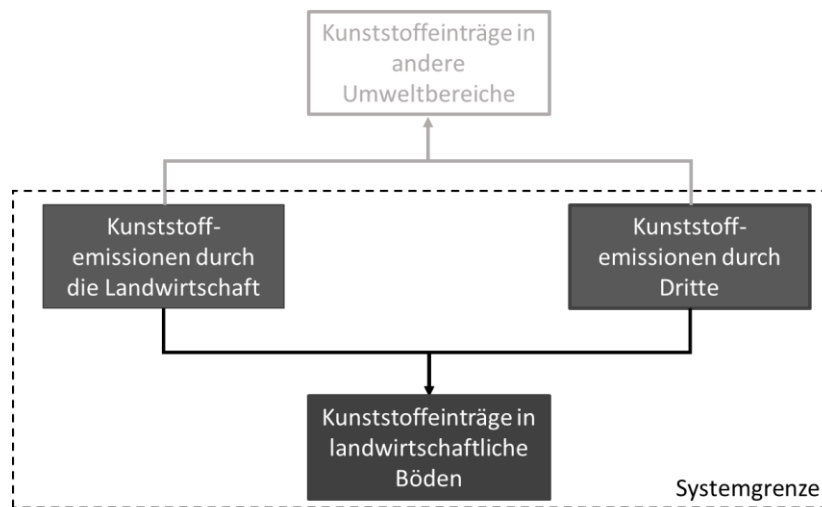 Kunststoffeinträge in
andere
Umweltbereiche
Kunststoff-
emissionen durch
die Landwirtschaft
Kunststoff-
emissionen durch
Dritte
Kunststoffeinträge in
landwirtschaftliche
Böden
Systemgrenze